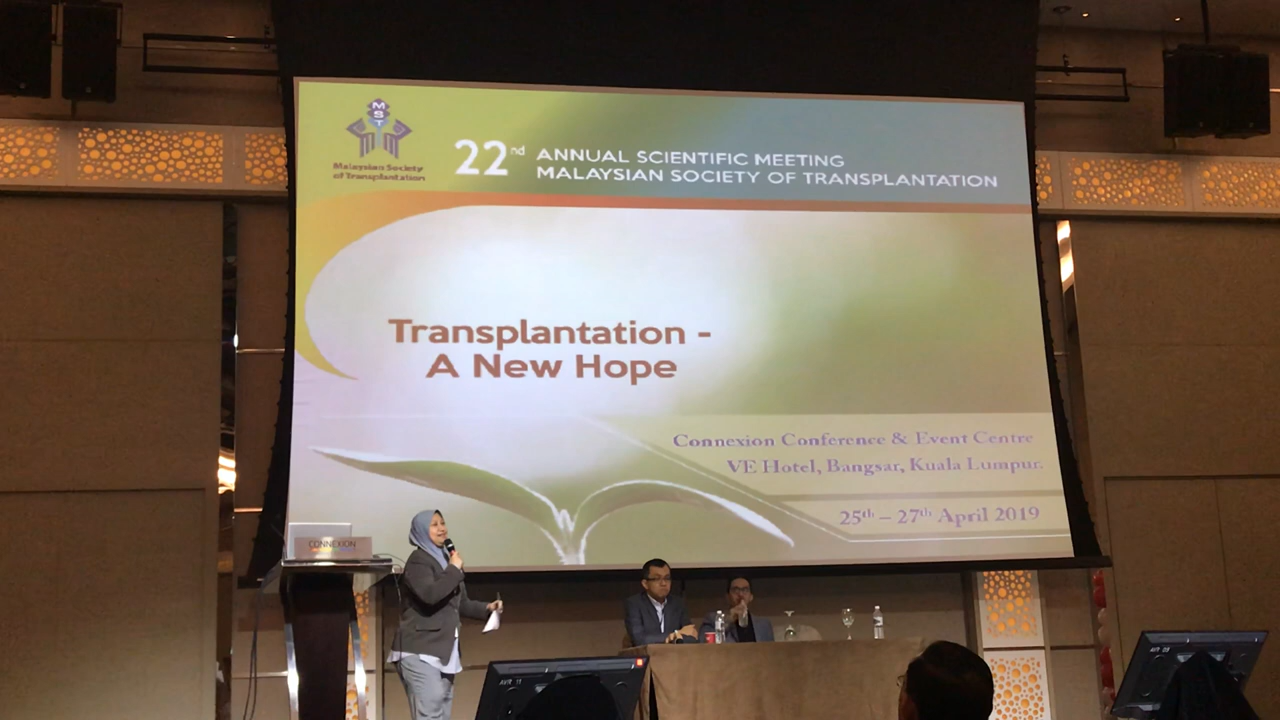 MST
Malaysian Society
of Transplantation
22nd ANNUAL SCIENTIFIC MEETING
MALAYSIAN SOCIETY OF TRANSPLANTATION
Transplantation -
A New Hope
Connexion Conference & Event Centre
VE Hotel, Bangsar, Kuala Lumpur.
25th – 27th April 2019
CONNEXION